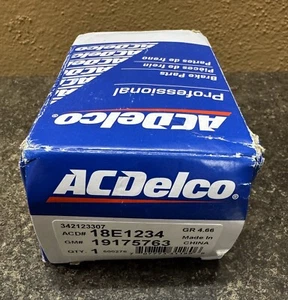 Brake Parts
Pièces de frein
Partes de freno
Professional
ACDelco
ACDelco
342123307
ACD# 18E1234 GR 4.66
GM# 19175763 Made In
CHINA
QTY 1